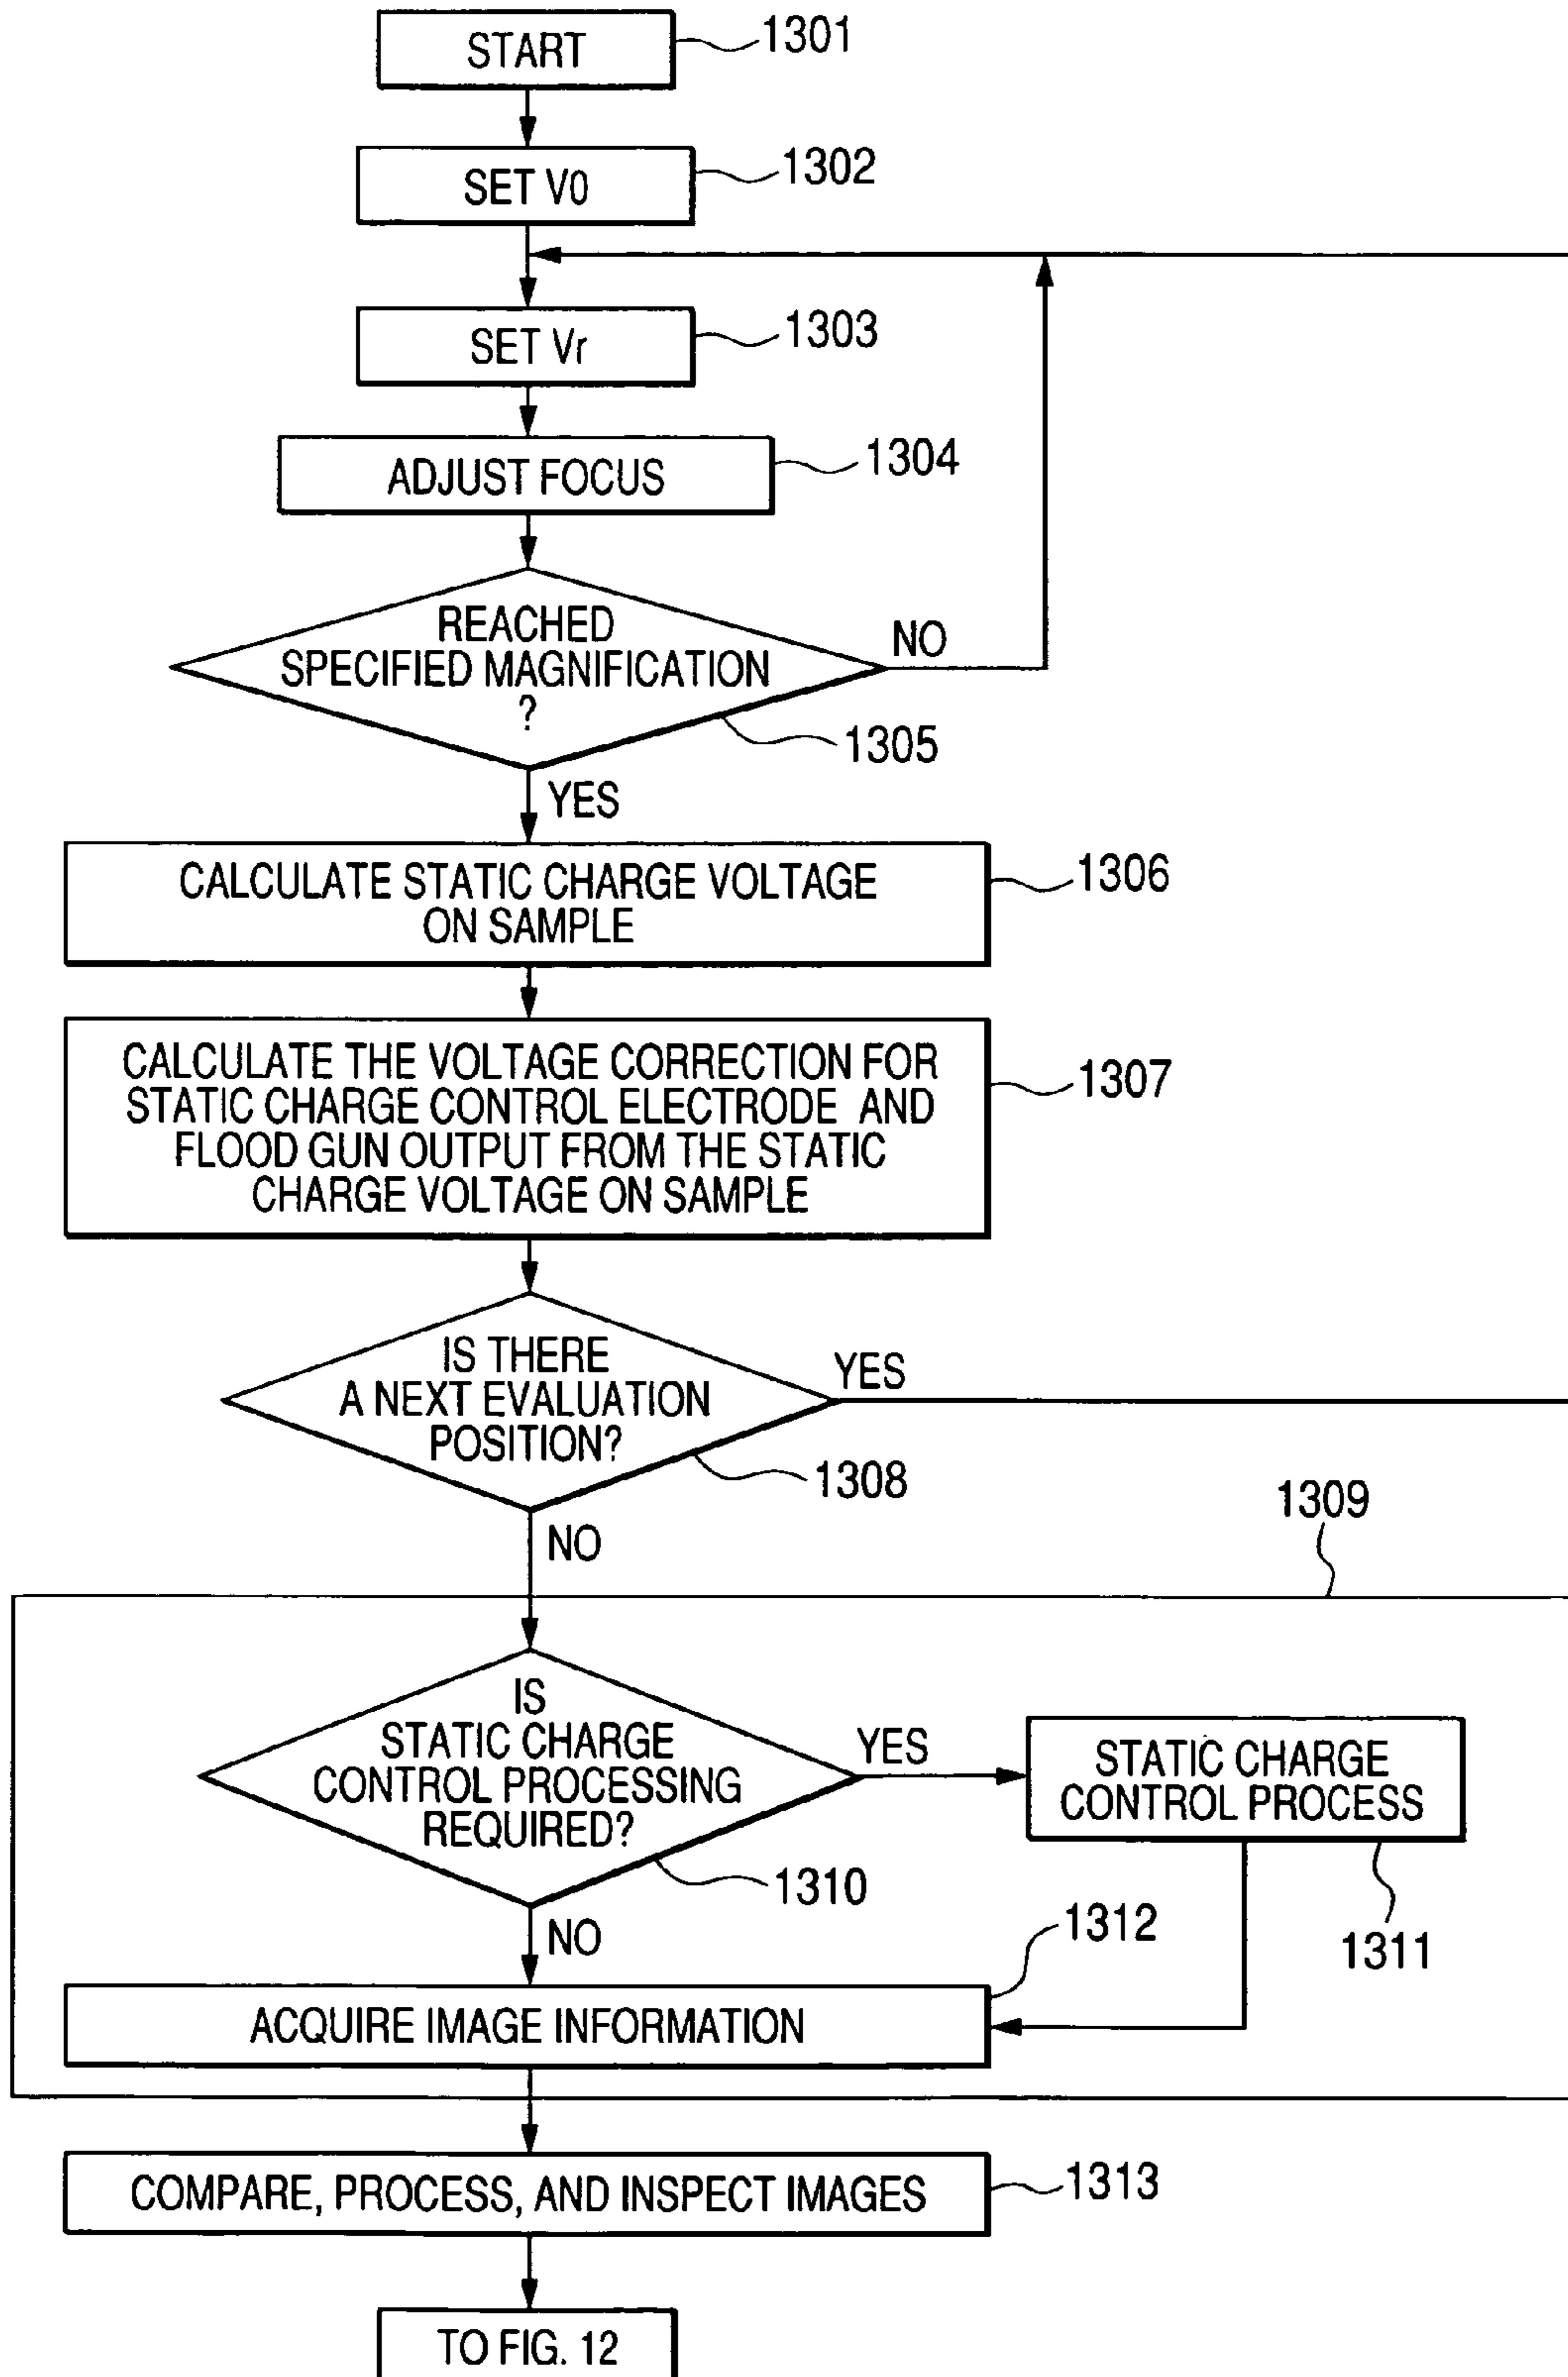 START
1301
SET V0
1302
SET Vr
1303
ADJUST FOCUS
1304
REACHED
SPECIFIED MAGNIFICATION
?
NO
1305
YES
CALCULATE STATIC CHARGE VOLTAGE
ON SAMPLE
1306
CALCULATE THE VOLTAGE CORRECTION FOR
STATIC CHARGE CONTROL ELECTRODE AND
FLOOD GUN OUTPUT FROM THE STATIC
CHARGE VOLTAGE ON SAMPLE
1307
IS THERE
A NEXT EVALUATION
POSITION?
YES
1308
NO
1309
IS
STATIC CHARGE
CONTROL PROCESSING
REQUIRED?
YES
1310
STATIC CHARGE
CONTROL PROCESS
1311
NO
1312
ACQUIRE IMAGE INFORMATION
COMPARE, PROCESS, AND INSPECT IMAGES
1313
TO FIG. 12